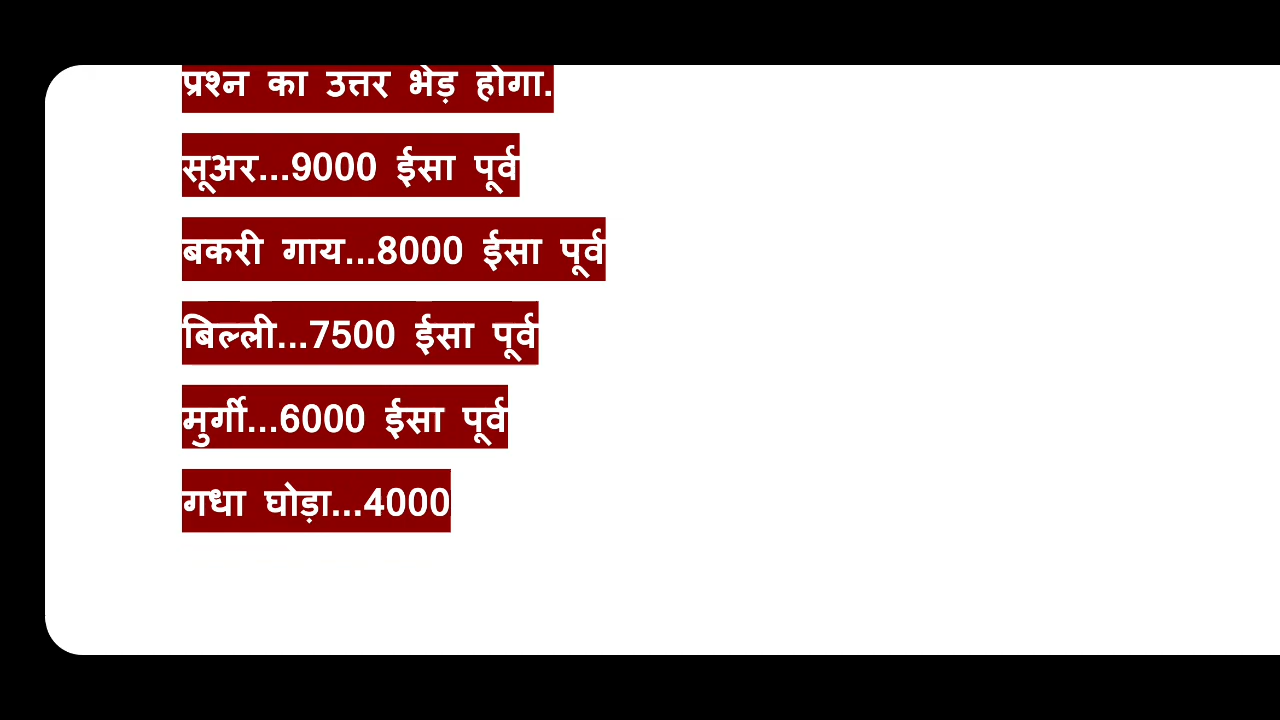 प्रश्न का उत्तर भेड़ होगा.
सूअर...9000 ईसा पूर्व
बकरी गाय...8000 ईसा पूर्व
बिल्ली...7500 ईसा पूर्व
मुर्गी...6000 ईसा पूर्व
गधा घोड़ा...4000